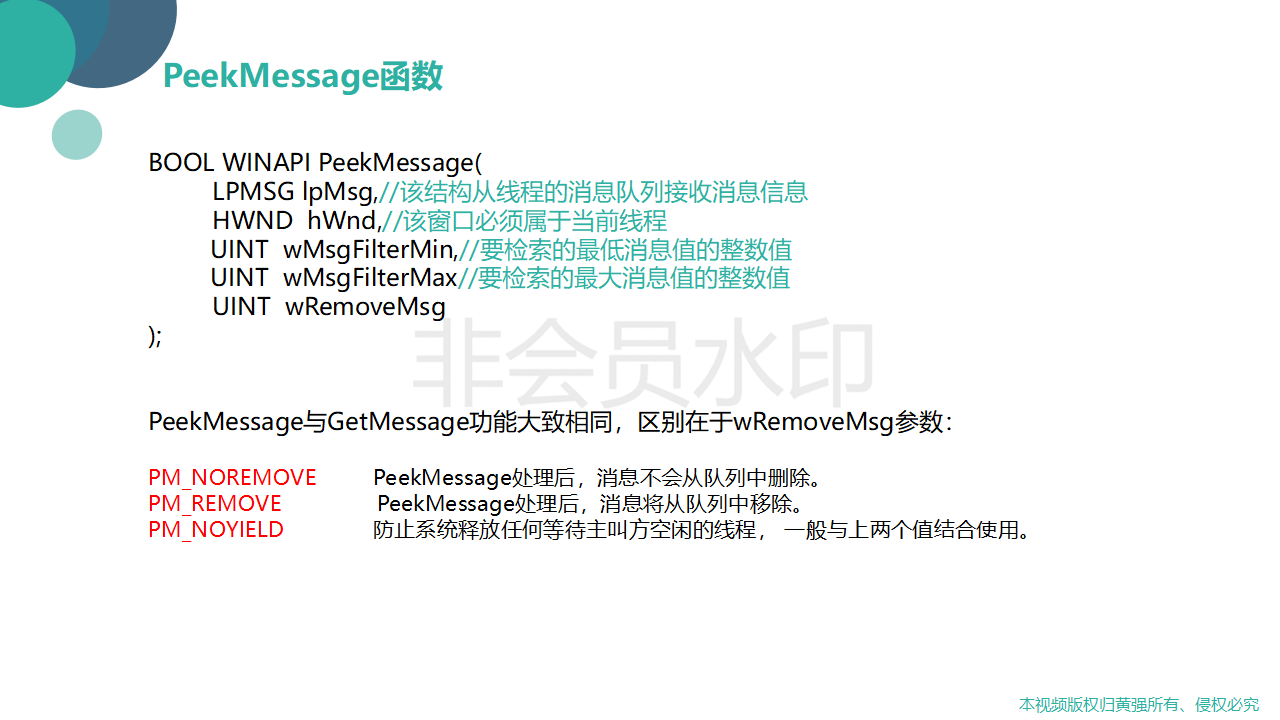 PeekMessage函数
BOOL WINAPI PeekMessage(
LPMSG lpMsg,//该结构从线程的消息队列接收消息信息
HWND hWnd,//该窗口必须属于当前线程
UINT wMsgFilterMin,//要检索的最低消息值的整数值
UINT wMsgFilterMax//要检索的最大消息值的整数值
UINT wRemoveMsg
);
非会员水印
PeekMessage与GetMessage功能大致相同，区别在于wRemoveMsg参数：
PM_NOREMOVE PeekMessage处理后，消息不会从队列中删除。
PM_REMOVE PeekMessage处理后，消息将从队列中移除。
PM_NOYIELD 防止系统释放任何等待主叫方空闲的线程， 一般与上两个值结合使用。
本视频版权归黄强所有、侵权必究